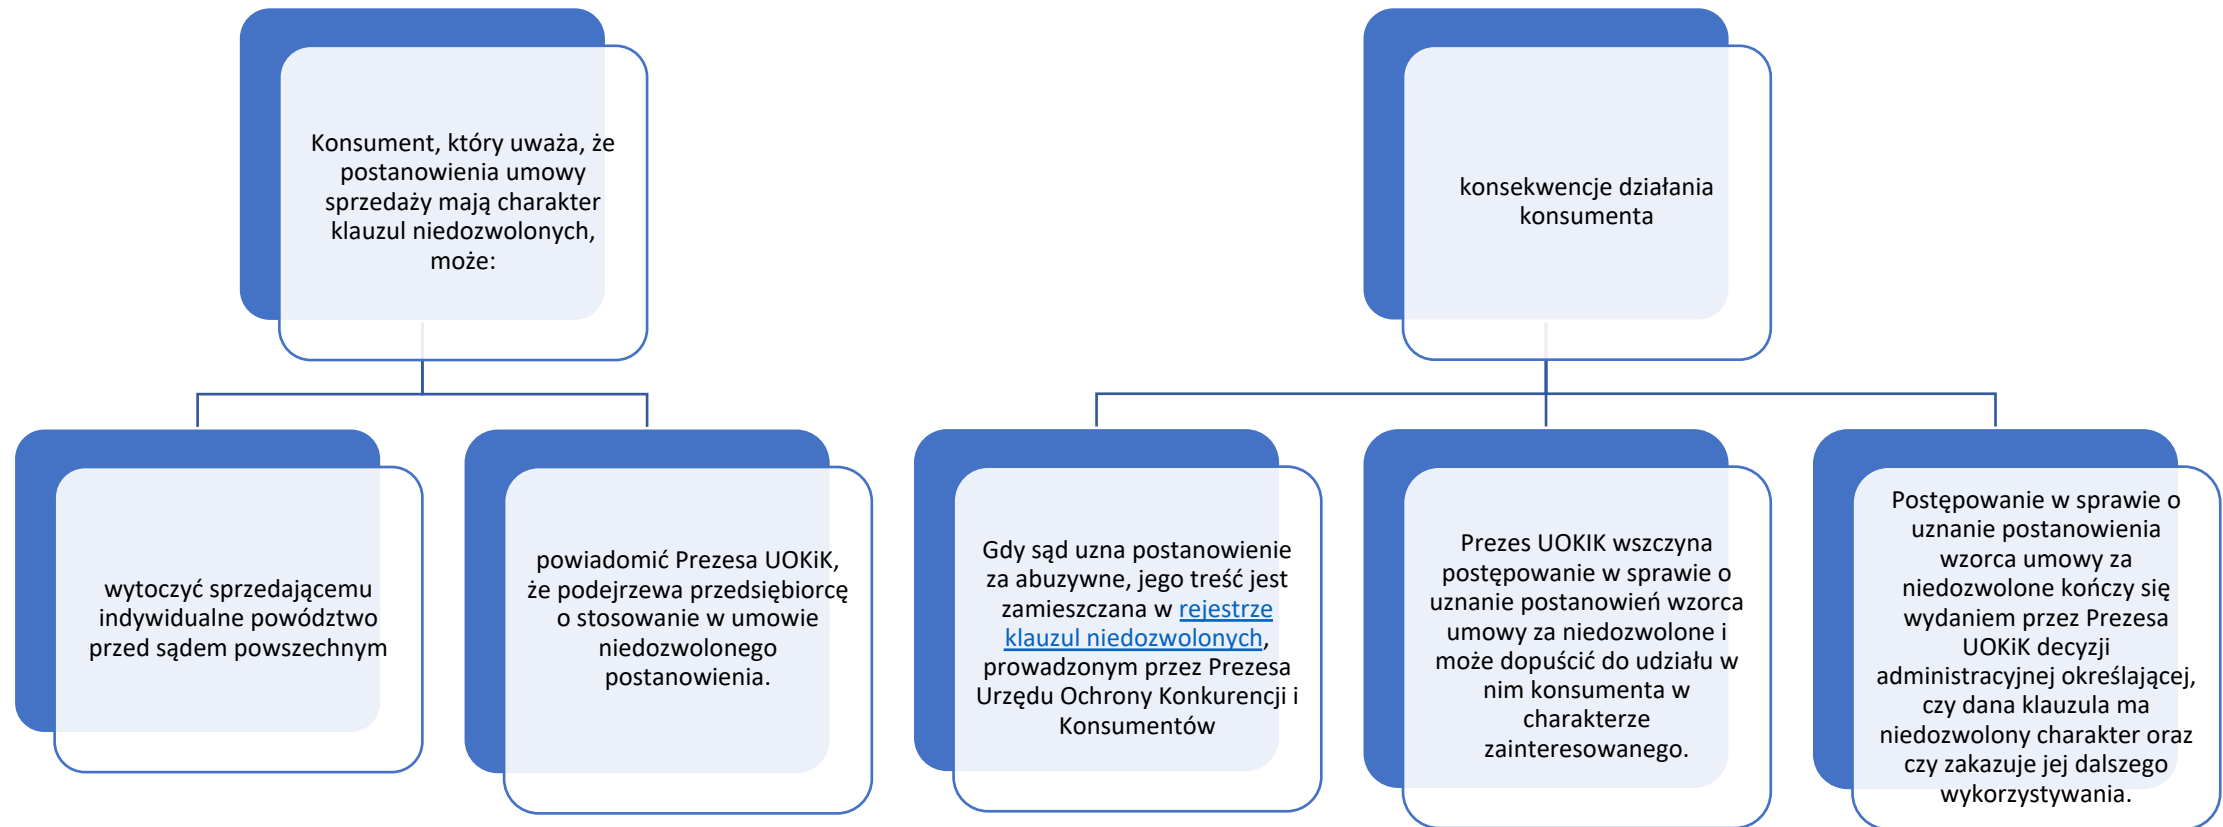 Konsument, który uważa, że
postanowienia umowy
sprzedaży mają charakter
klauzul niedozwolonych,
może:
wytoczyć sprzedającemu
indywidualne powództwo
przed sądem powszechnym
powiadomić Prezesa UOKiK,
że podejrzewa przedsiębiorcę
o stosowanie w umowie
niedozwolonego
postanowienia.
konsekwencje działania
konsumenta
Gdy sąd uzna postanowienie
za abuzywne, jego treść jest
zamieszczana w rejestrze
klauzul niedozwolonych,
prowadzonym przez Prezesa
Urzędu Ochrony Konkurencji i
Konsumentów
Prezes UOKIK wszczyna
postępowanie w sprawie o
uznanie postanowień wzorca
umowy za niedozwolone i
może dopuścić do udziału w
nim konsumenta w
charakterze
zainteresowanego.
Postępowanie w sprawie o
uznanie postanowienia
wzorca umowy za
niedozwolone kończy się
wydaniem przez Prezesa
UOKiK decyzji
administracyjnej określającej,
czy dana klauzula ma
niedozwolony charakter oraz
czy zakazuje jej dalszego
wykorzystywania.